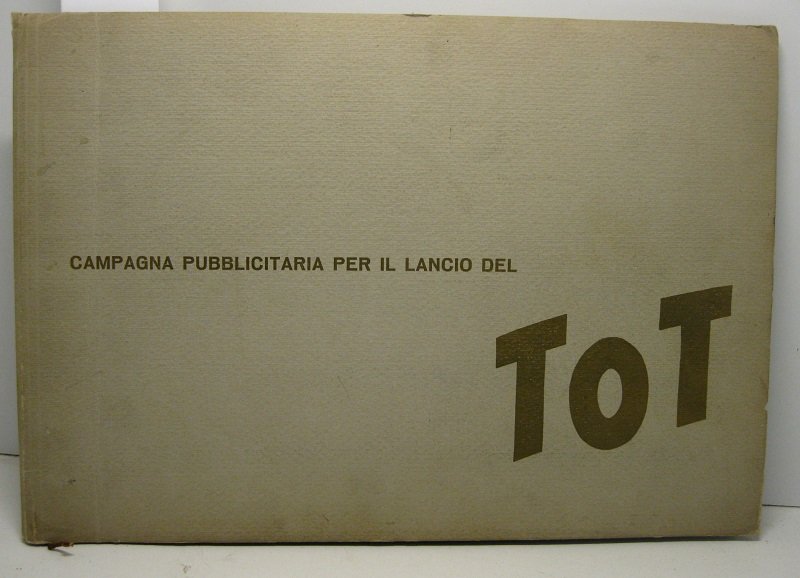 CAMPAGNA PUBBLICITARIA PER IL LANCIO DEL
TOT